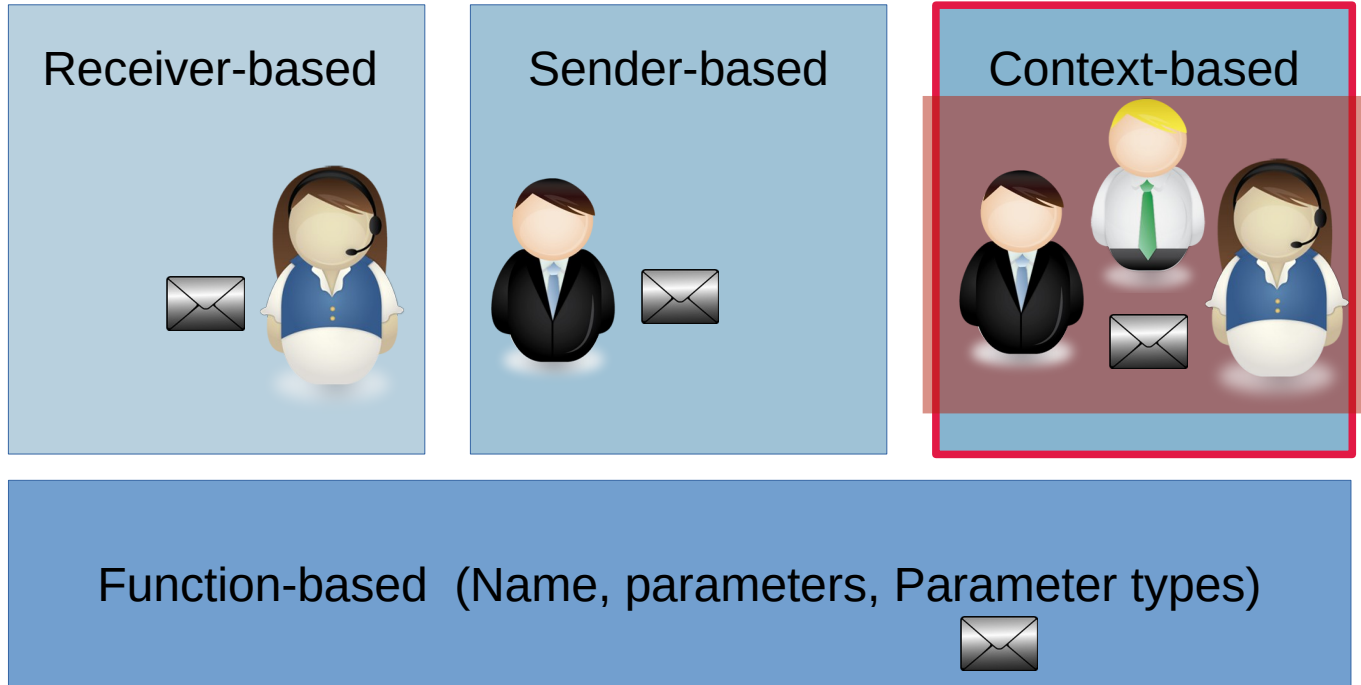 Receiver-based
Sender-based
Context-based
Function-based (Name, parameters, Parameter types)